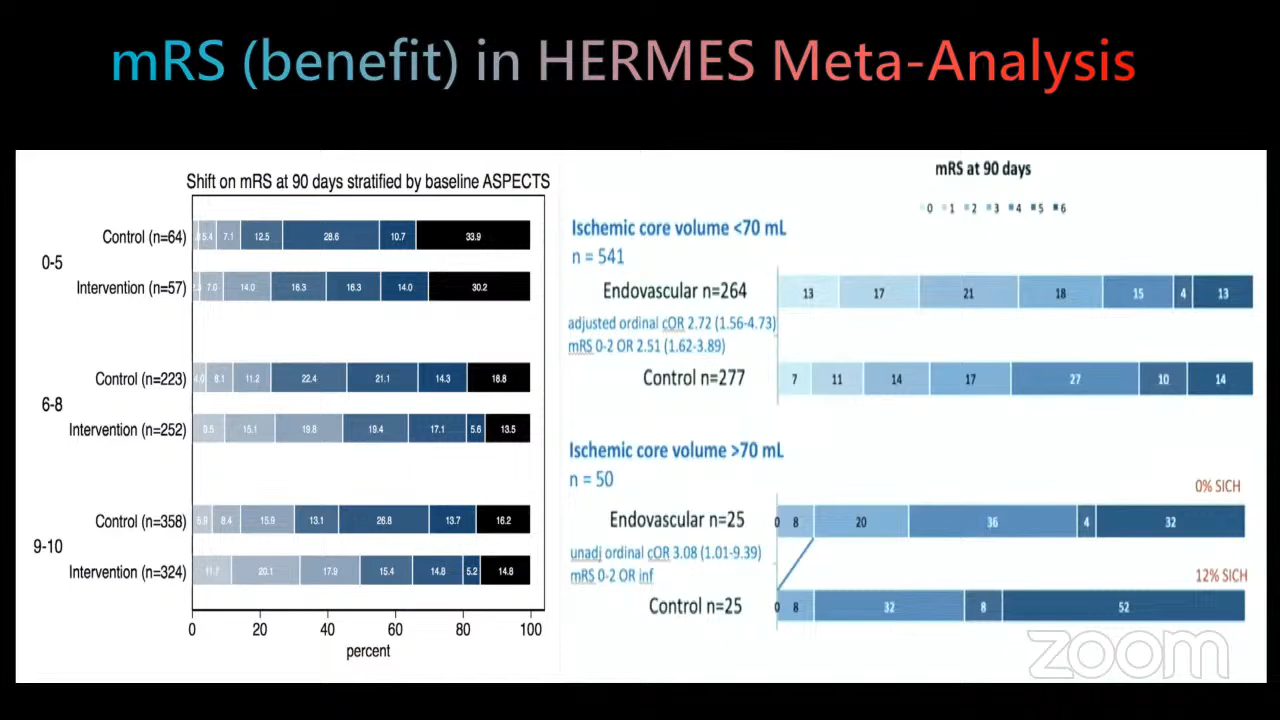 mRS (benefit) in HERMES Meta-Analysis
Shift on mRS at 90 days stratified by baseline ASPECTS
0-5
Control (n=64)
5.4 7.1 12.5 28.6 10.7 33.9
Intervention (n=57)
7.0 14.0 16.3 16.3 14.0 30.2
6-8
Control (n=223)
4.0 8.1 11.2 22.4 21.1 14.3 18.8
Intervention (n=252)
9.5 15.1 19.8 19.4 17.1 5.6 13.5
9-10
Control (n=358)
5.9 8.4 15.9 13.1 26.8 13.7 16.2
Intervention (n=324)
11.7 20.1 17.9 15.4 14.8 5.2 14.8
0 20 40 60 80 100
percent
mRS at 90 days
0 1 2 3 4 5 6
Ischemic core volume <70 mL
n = 541
Endovascular n=264
13 17 21 18 15 4 13
adjusted ordinal cOR 2.72 (1.56-4.73)
mRS 0-2 OR 2.51 (1.62-3.89)
Control n=277
7 11 14 17 27 10 14
Ischemic core volume >70 mL
n = 50
0% SICH
Endovascular n=25
0 8 20 36 4 32
unadj ordinal cOR 3.08 (1.01-9.39)
mRS 0-2 OR inf
12% SICH
Control n=25
0 8 32 8 52
zoom